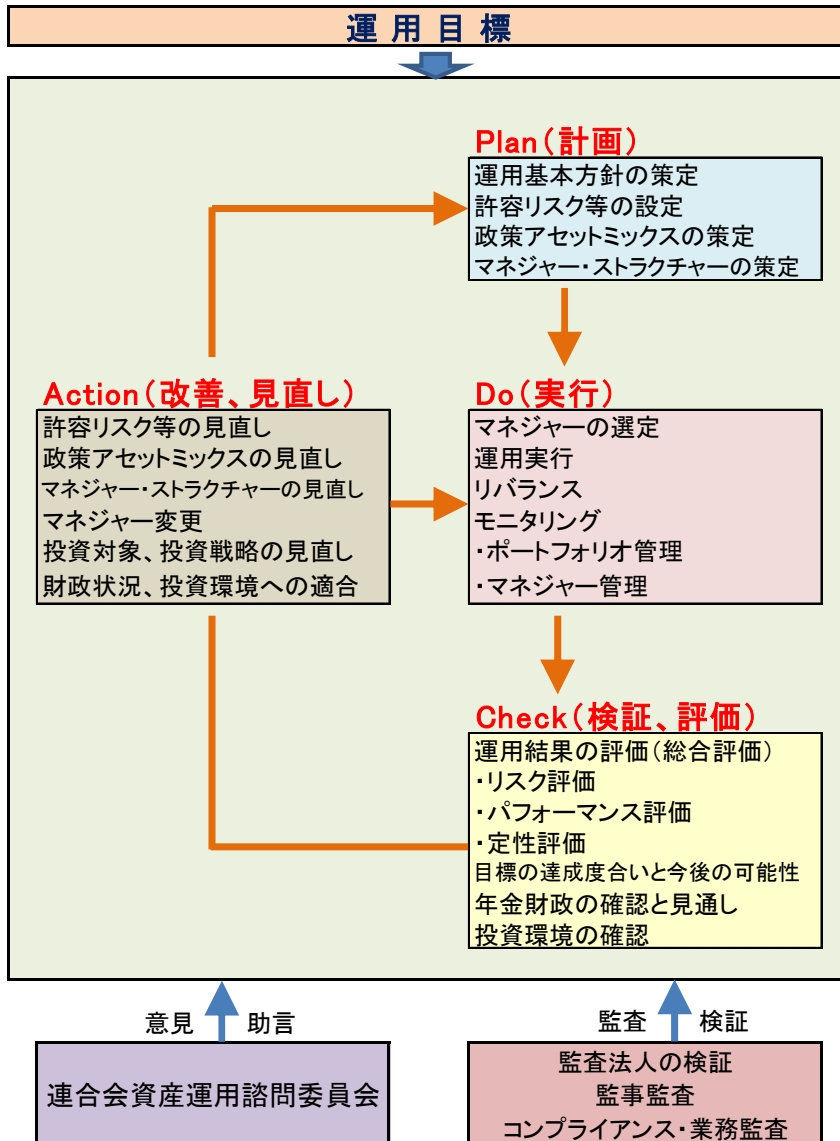 運用目標
Plan(計画)
運用基本方針の策定
許容リスク等の設定
政策アセットミックスの策定
マネジャー・ストラクチャーの策定
Action(改善、見直し)
許容リスク等の見直し
政策アセットミックスの見直し
マネジャー・ストラクチャーの見直し
マネジャー変更
投資対象、投資戦略の見直し
財政状況、投資環境への適合
Do(実行)
マネジャーの選定
運用実行
リバランス
モニタリング
・ポートフォリオ管理
・マネジャー管理
Check(検証、評価)
運用結果の評価(総合評価)
・リスク評価
・パフォーマンス評価
・定性評価
目標の達成度合いと今後の可能性
年金財政の確認と見通し
投資環境の確認
意見 助言
連合会資産運用諮問委員会
監査 検証
監査法人の検証
監事監査
コンプライアンス・業務監査